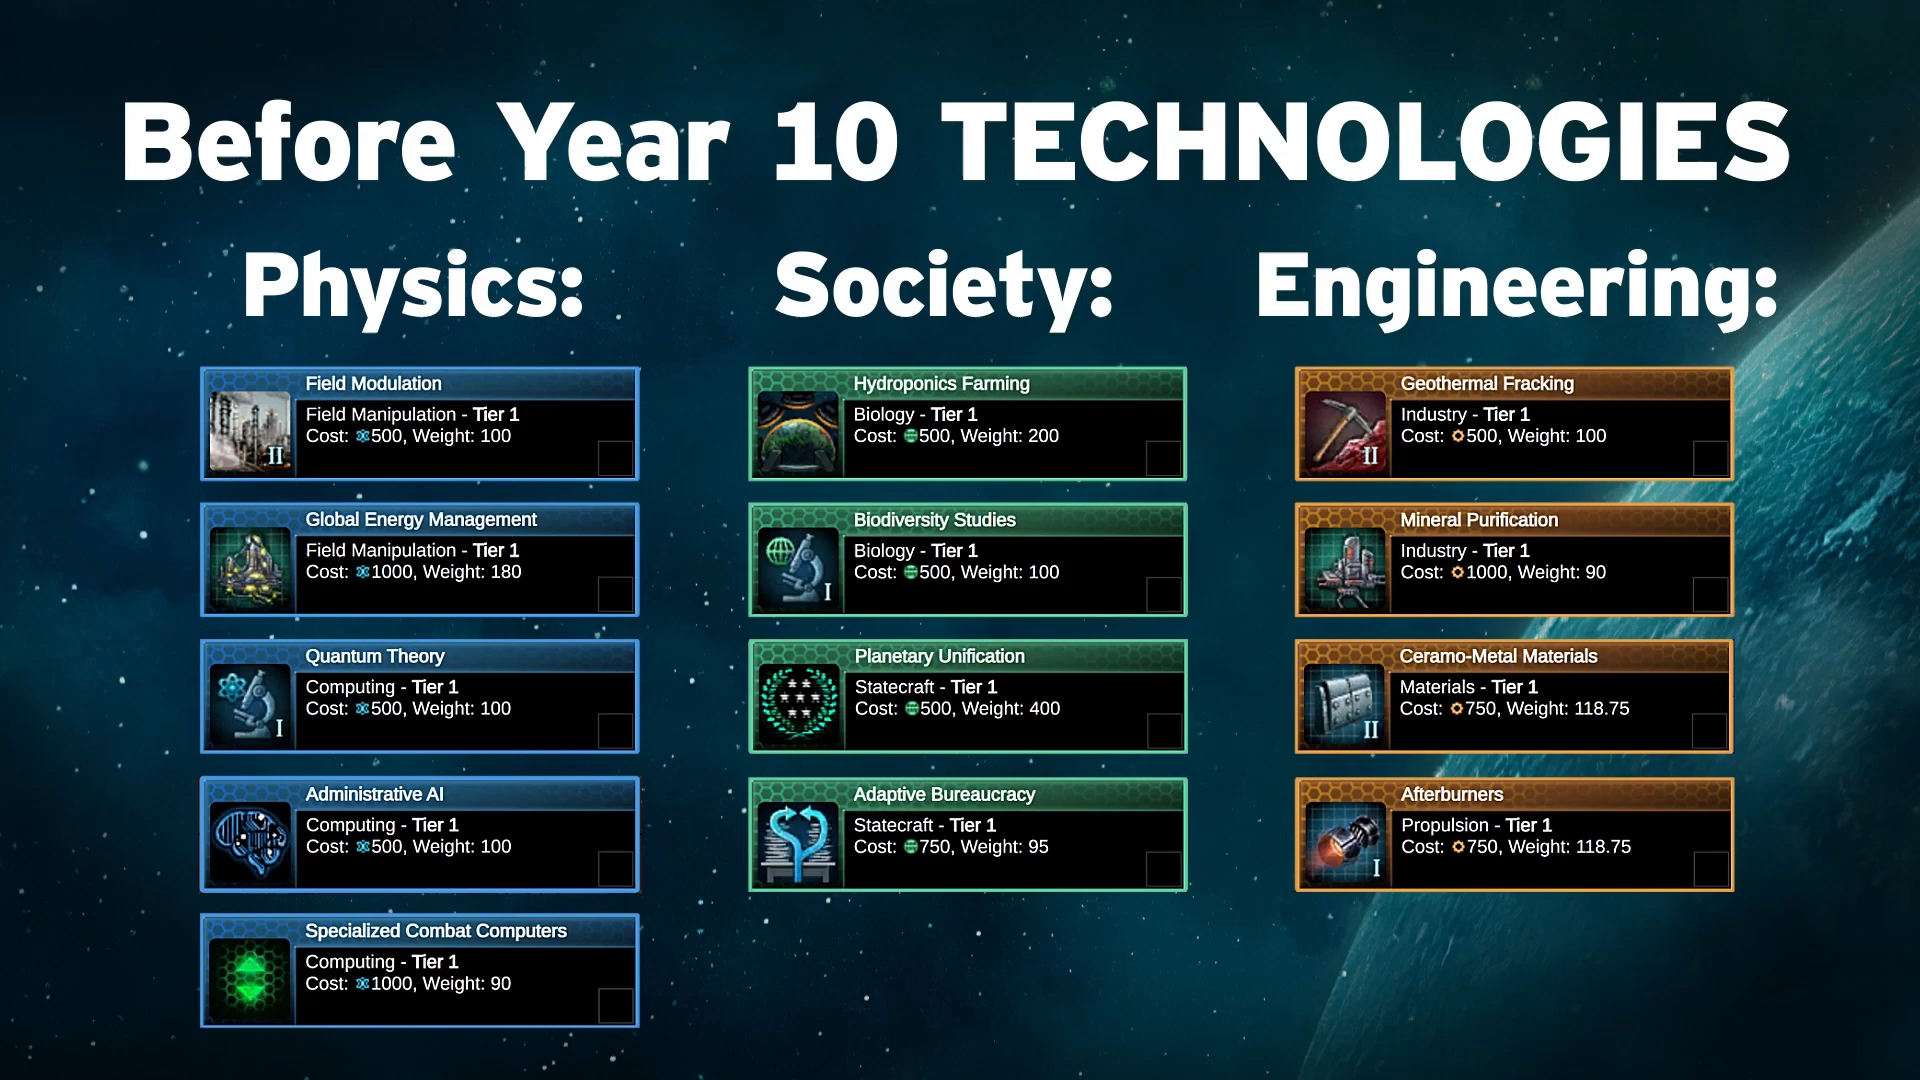 Before Year 10 TECHNOLOGIES
Physics:
Field Modulation
Field Manipulation - Tier 1
Cost: 500, Weight: 100
II
Global Energy Management
Field Manipulation - Tier 1
Cost: 1000, Weight: 180
Quantum Theory
Computing - Tier 1
Cost: 500, Weight: 100
I
Administrative AI
Computing - Tier 1
Cost: 500, Weight: 100
Specialized Combat Computers
Computing - Tier 1
Cost: 1000, Weight: 90
Society:
Hydroponics Farming
Biology - Tier 1
Cost: 500, Weight: 200
Biodiversity Studies
Biology - Tier 1
Cost: 500, Weight: 100
I
Planetary Unification
Statecraft - Tier 1
Cost: 500, Weight: 400
Adaptive Bureaucracy
Statecraft - Tier 1
Cost: 750, Weight: 95
Engineering:
Geothermal Fracking
Industry - Tier 1
Cost: 500, Weight: 100
II
Mineral Purification
Industry - Tier 1
Cost: 1000, Weight: 90
Ceramo-Metal Materials
Materials - Tier 1
Cost: 750, Weight: 118.75
II
Afterburners
Propulsion - Tier 1
Cost: 750, Weight: 118.75
I